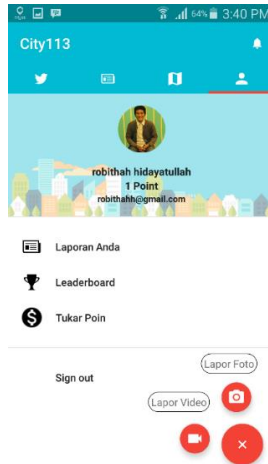 64% 3:40 PM
City113
robithah hidayatullah
1 Point
robithahh@gmail.com
Laporan Anda
Leaderboard
Tukar Poin
Sign out
Lapor Foto
Lapor Video